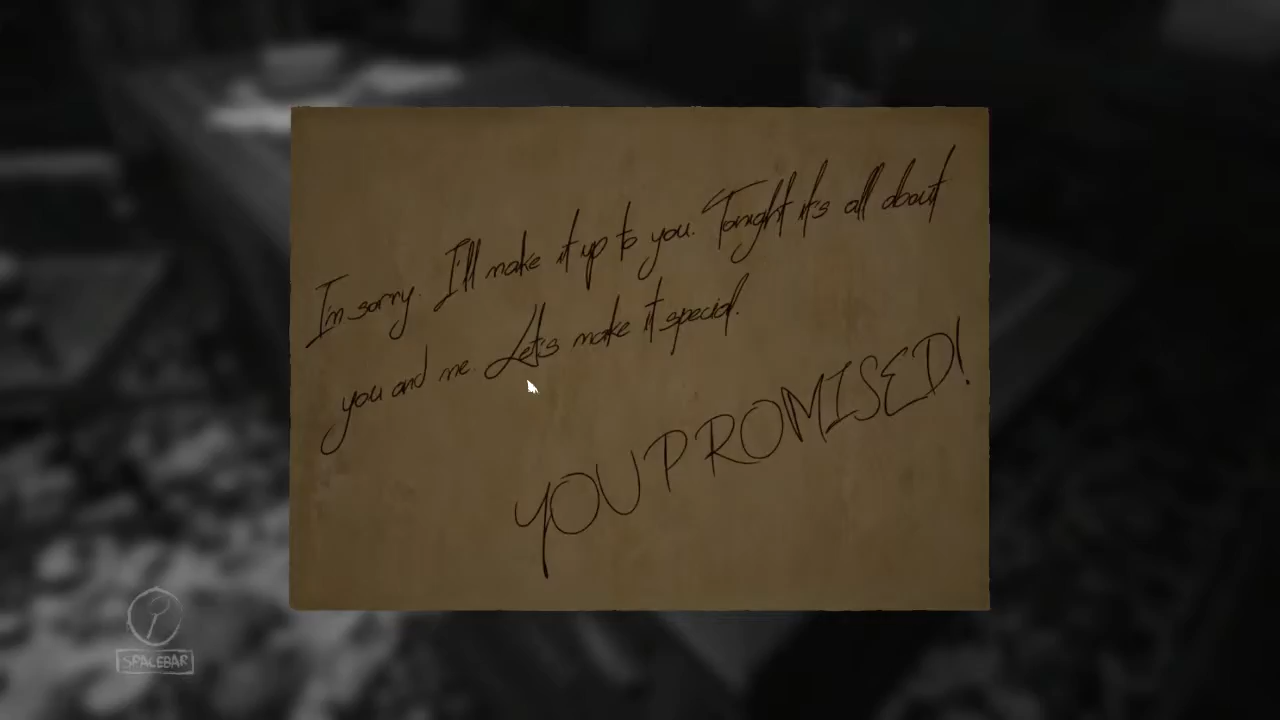 I'm sorry. I'll make it up to you. Tonight it's all about
you and me. Let's make it special.
YOU PROMISED!
SPACEBAR